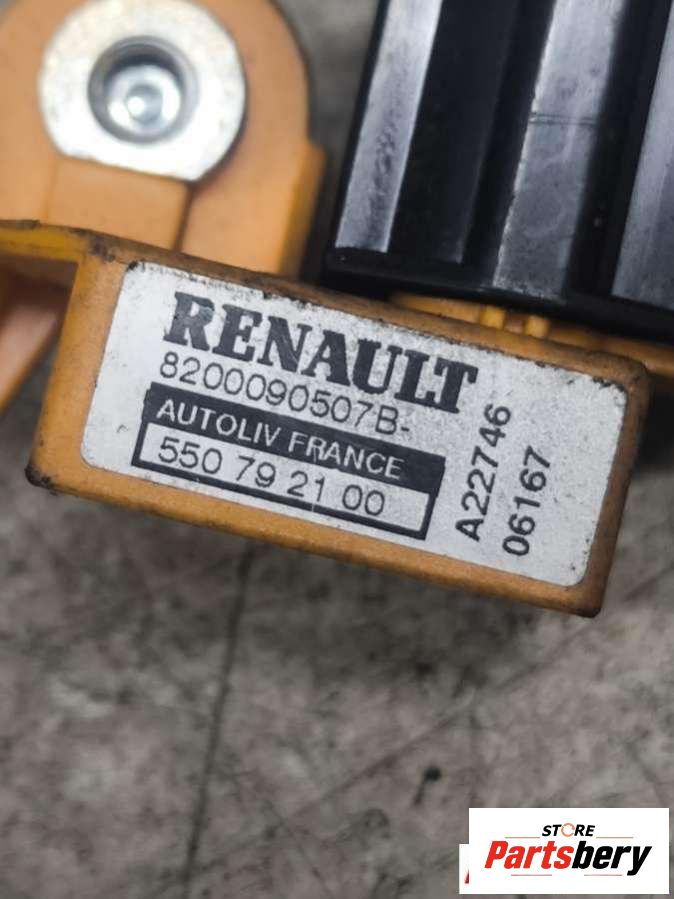 RENAULT
8200090507B-
AUTOLIV FRANCE
550 79 21 00
A22746
06167
STORE
Partsbery